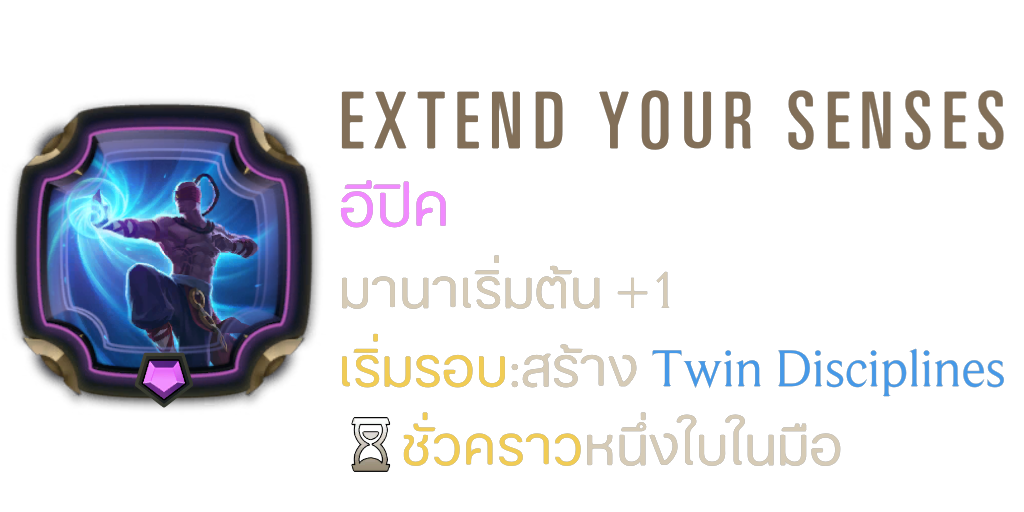 EXTEND YOUR SENSES
อีปิค
มานาเริ่มต้น +1
เริ่มรอบ:สร้าง Twin Disciplines
ชั่วคราวหนึ่งใบในมือ